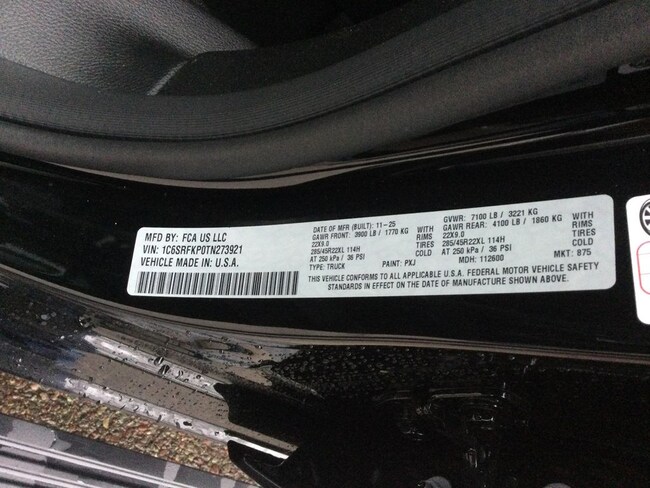 MFD BY: FCA US LLC
VIN: 1C6SRFKP0TN273921
VEHICLE MADE IN: U.S.A.
DATE OF MFR (BUILT): 11-25
GAWR FRONT: 3900 LB / 1770 KG WITH
22X9.0 RIMS
285/45R22XL 114H TIRES
AT 250 kPa / 36 PSI COLD
TYPE: TRUCK PAINT: PXJ
GVWR: 7100 LB / 3221 KG
GAWR REAR: 4100 LB / 1860 KG WITH
22X9.0 RIMS
285/45R22XL 114H TIRES
AT 250 kPa / 36 PSI COLD
MDH: 112600 MKT: 875
THIS VEHICLE CONFORMS TO ALL APPLICABLE U.S.A. FEDERAL MOTOR VEHICLE SAFETY
STANDARDS IN EFFECT ON THE DATE OF MANUFACTURE SHOWN ABOVE.